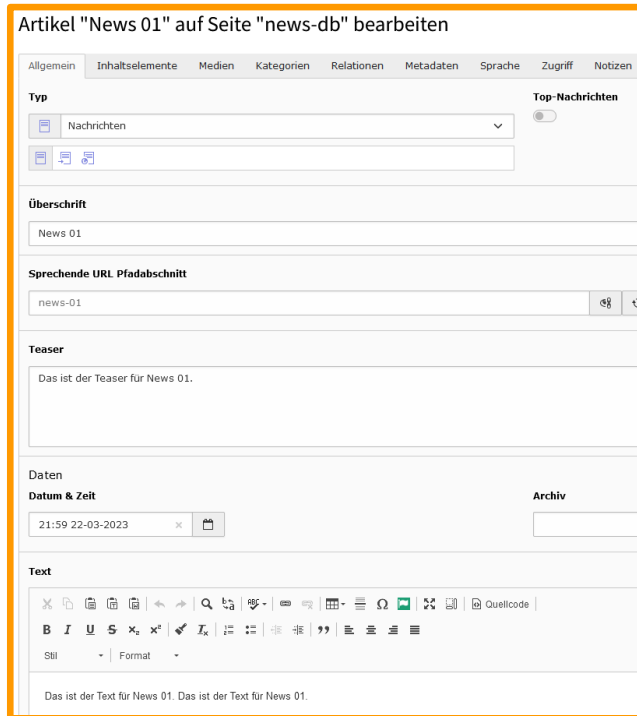 Artikel "News 01" auf Seite "news-db" bearbeiten
Allgemein Inhaltselemente Medien Kategorien Relationen Metadaten Sprache Zugriff Notizen
Typ Top-Nachrichten
Nachrichten
Überschrift
News 01
Sprechende URL Pfadabschnitt
news-01
Teaser
Das ist der Teaser für News 01.
Daten
Datum & Zeit Archiv
21:59 22-03-2023
Text
Quellcode
B I U S x₂ x² Tx
Stil Format
Das ist der Text für News 01. Das ist der Text für News 01.